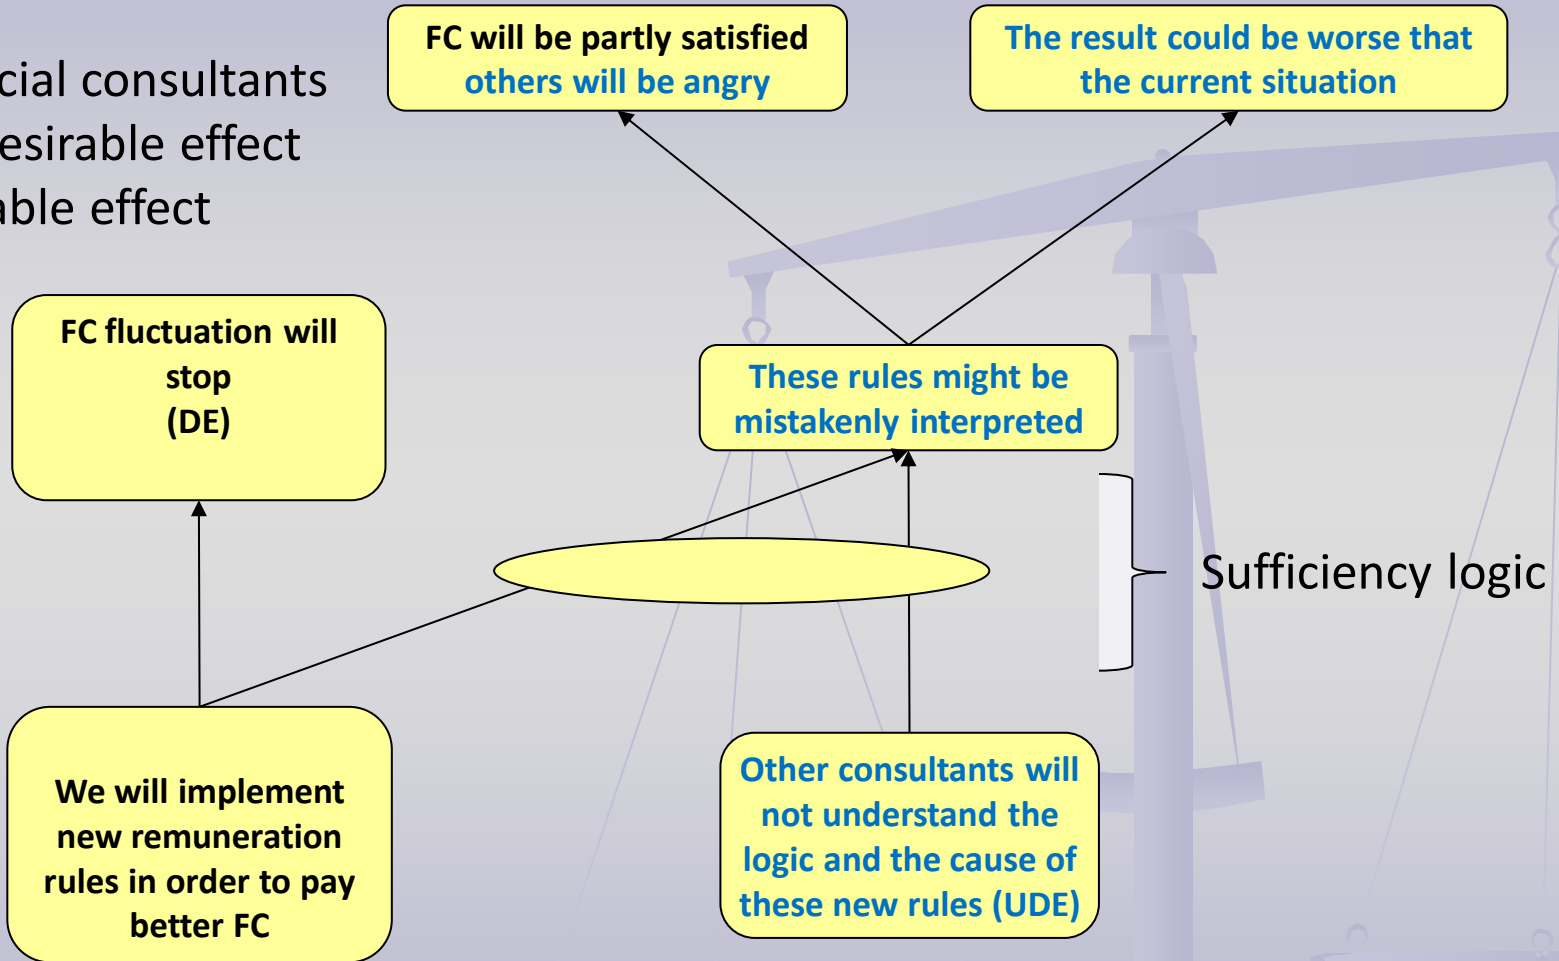 FC will be partly satisfied
others will be angry
The result could be worse that
the current situation
cial consultants
esirable effect
able effect
FC fluctuation will
stop
(DE)
These rules might be
mistakenly interpreted
Sufficiency logic
We will implement
new remuneration
rules in order to pay
better FC
Other consultants will
not understand the
logic and the cause of
these new rules (UDE)